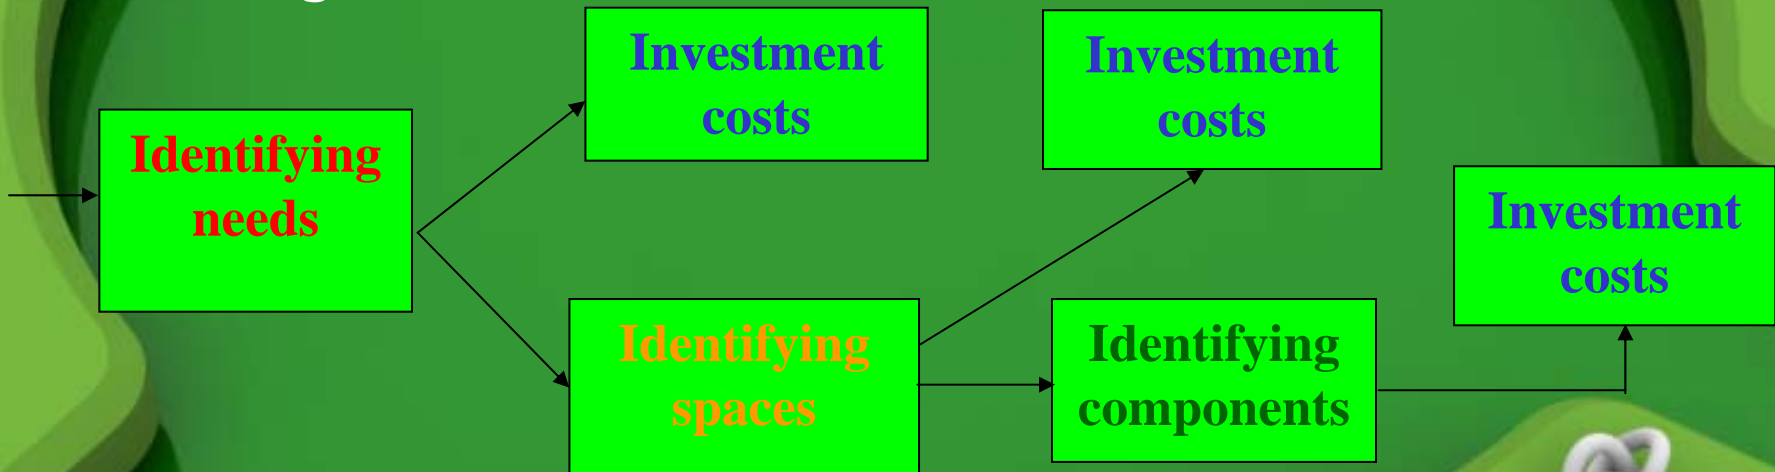 Investment
costs
Investment
costs
Identifying
needs
Investment
costs
Identifying
spaces
Identifying
components